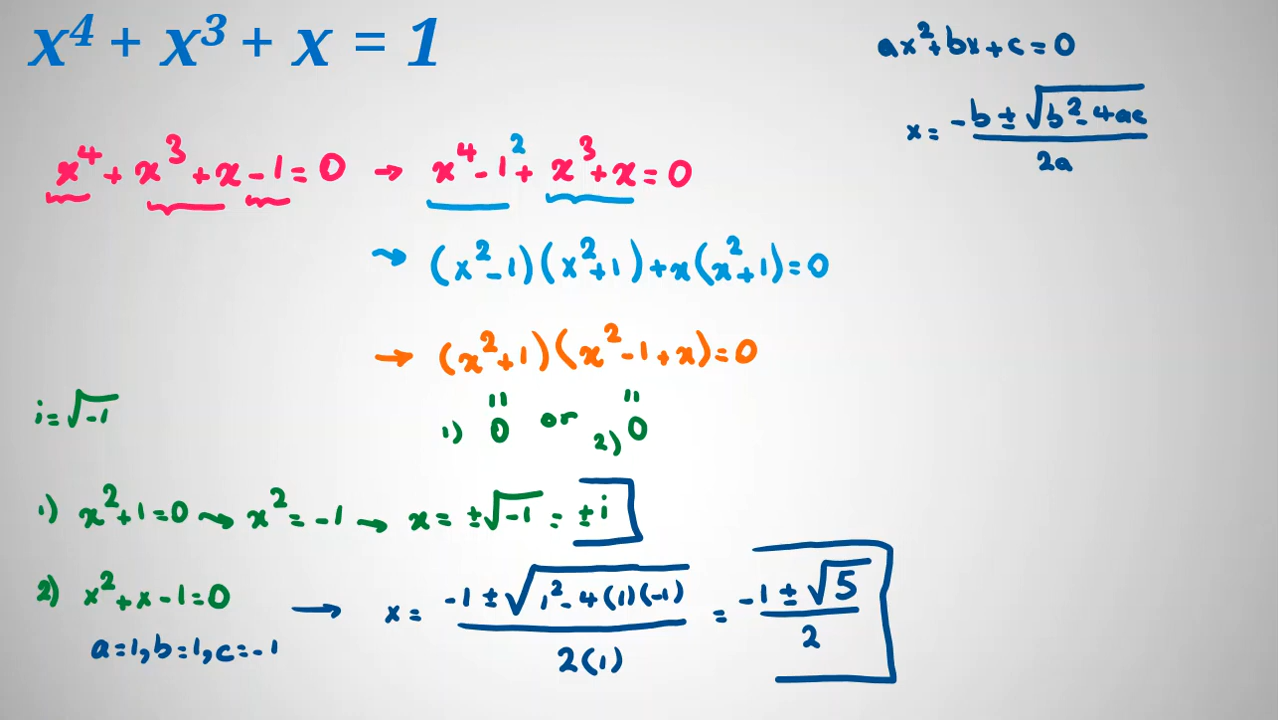 x⁴ + x³ + x = 1
ax²+bx+c=0
x = (-b ± √(b²-4ac)) / 2a
x⁴ + x³ + x - 1 = 0 → x⁴ - 1² + x³ + x = 0
→ (x²-1)(x²+1) + x(x²+1) = 0
→ (x²+1)(x²-1+x) = 0
i = √-1
1) " 0 or 2) " 0
1) x²+1=0 → x² = -1 → x = ±√-1 = ±i
2) x²+x-1=0 → x = (-1 ± √(1²-4(1)(-1))) / 2(1) = (-1 ± √5) / 2
a=1, b=1, c=-1